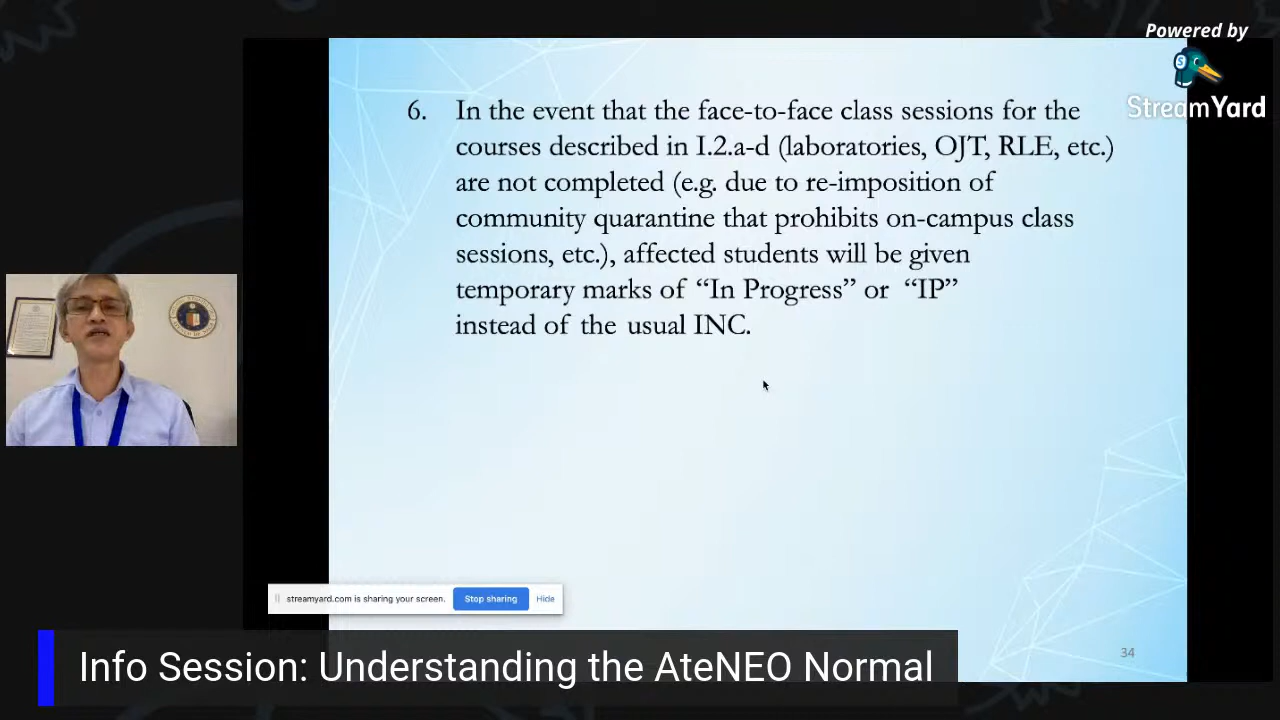 Powered by
StreamYard
6. In the event that the face-to-face class sessions for the
courses described in I.2.a-d (laboratories, OJT, RLE, etc.)
are not completed (e.g. due to re-imposition of
community quarantine that prohibits on-campus class
sessions, etc.), affected students will be given
temporary marks of “In Progress” or “IP”
instead of the usual INC.
streamyard.com is sharing your screen. Stop sharing Hide
34
Info Session: Understanding the AteNEO Normal